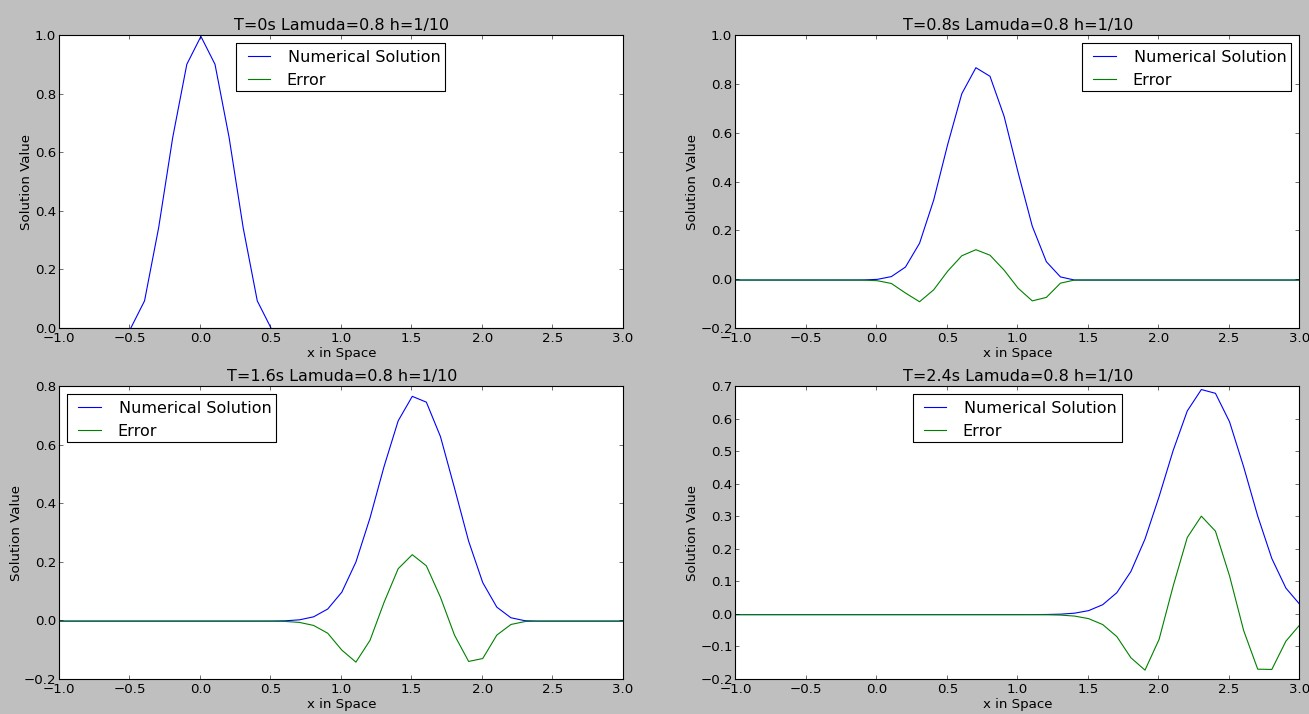 T=0s Lamuda=0.8 h=1/10
1.0
0.8
0.6
0.4
0.2
0.0
Solution Value
Numerical Solution
Error
−1.0 −0.5 0.0 0.5 1.0 1.5 2.0 2.5 3.0
x in Space
T=0.8s Lamuda=0.8 h=1/10
1.0
0.8
0.6
0.4
0.2
0.0
−0.2
Solution Value
Numerical Solution
Error
−1.0 −0.5 0.0 0.5 1.0 1.5 2.0 2.5 3.0
x in Space
T=1.6s Lamuda=0.8 h=1/10
0.8
0.6
0.4
0.2
0.0
−0.2
Solution Value
Numerical Solution
Error
−1.0 −0.5 0.0 0.5 1.0 1.5 2.0 2.5 3.0
x in Space
T=2.4s Lamuda=0.8 h=1/10
0.7
0.6
0.5
0.4
0.3
0.2
0.1
0.0
−0.1
−0.2
Solution Value
Numerical Solution
Error
−1.0 −0.5 0.0 0.5 1.0 1.5 2.0 2.5 3.0
x in Space